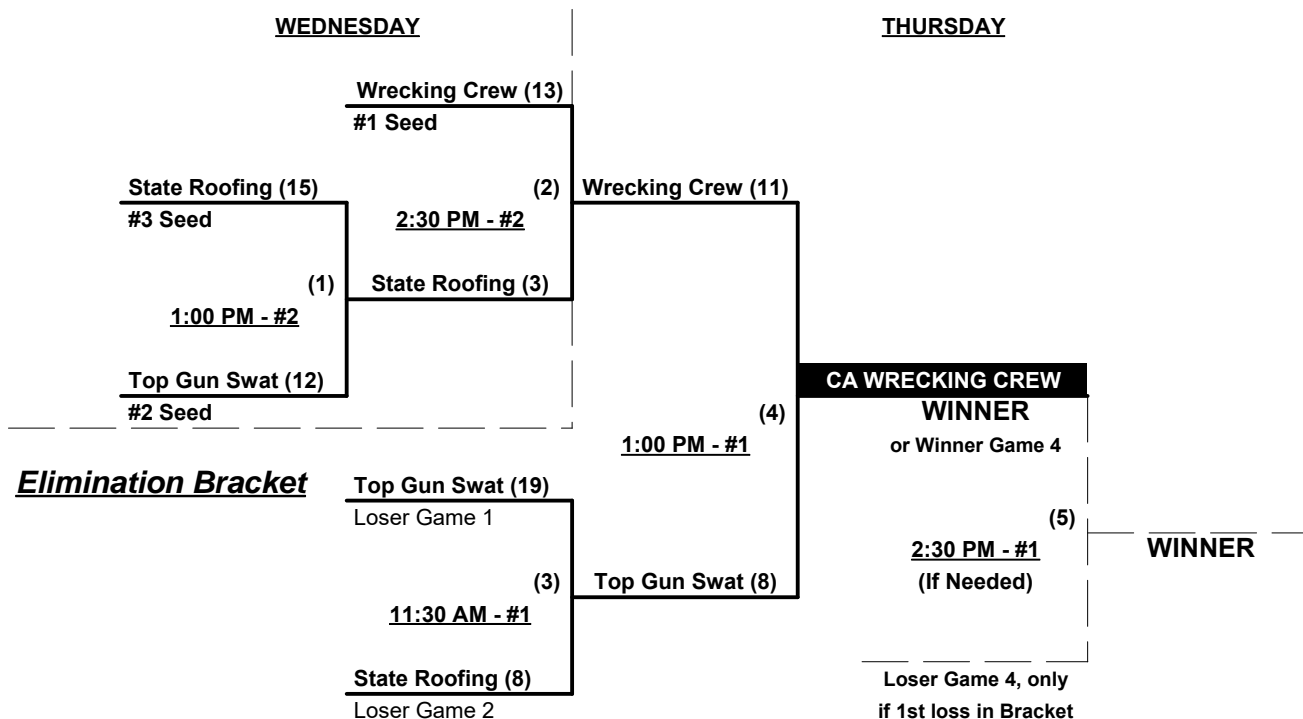 WEDNESDAY
THURSDAY
Wrecking Crew (13)
#1 Seed
State Roofing (15)
(2)
Wrecking Crew (11)
#3 Seed
2:30 PM - #2
(1)
State Roofing (3)
1:00 PM - #2
Top Gun Swat (12)
CA WRECKING CREW
#2 Seed
(4)
WINNER
1:00 PM - #1
or Winner Game 4
Elimination Bracket
Top Gun Swat (19)
Loser Game 1
(5)
2:30 PM - #1
WINNER
(3)
Top Gun Swat (8)
(If Needed)
11:30 AM - #1
State Roofing (8)
Loser Game 4, only
Loser Game 2
if 1st loss in Bracket